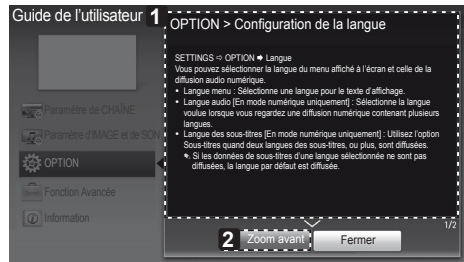 Guide de l'utilisateur
1
OPTION > Configuration de la langue
SETTINGS ⇨ OPTION ➡ Langue
Vous pouvez sélectionner la langue du menu affiché à l'écran et celle de la
diffusion audio numérique.
• Langue menu : Sélectionne une langue pour le texte d'affichage.
• Langue audio [En mode numérique uniquement] : Sélectionne la langue
voulue lorsque vous regardez une diffusion numérique contenant plusieurs
langues.
• Langue des sous-titres [En mode numérique uniquement] : Utilisez l'option
Sous-titres quand deux langues des sous-titres, ou plus, sont diffusées.
Si les données de sous-titres d'une langue sélectionnée ne sont pas
diffusées, la langue par défaut est diffusée.
Paramètre de CHAÎNE
Paramètre d'IMAGE et de SON
OPTION
Fonction Avancée
Information
1/2
2
Zoom avant
Fermer